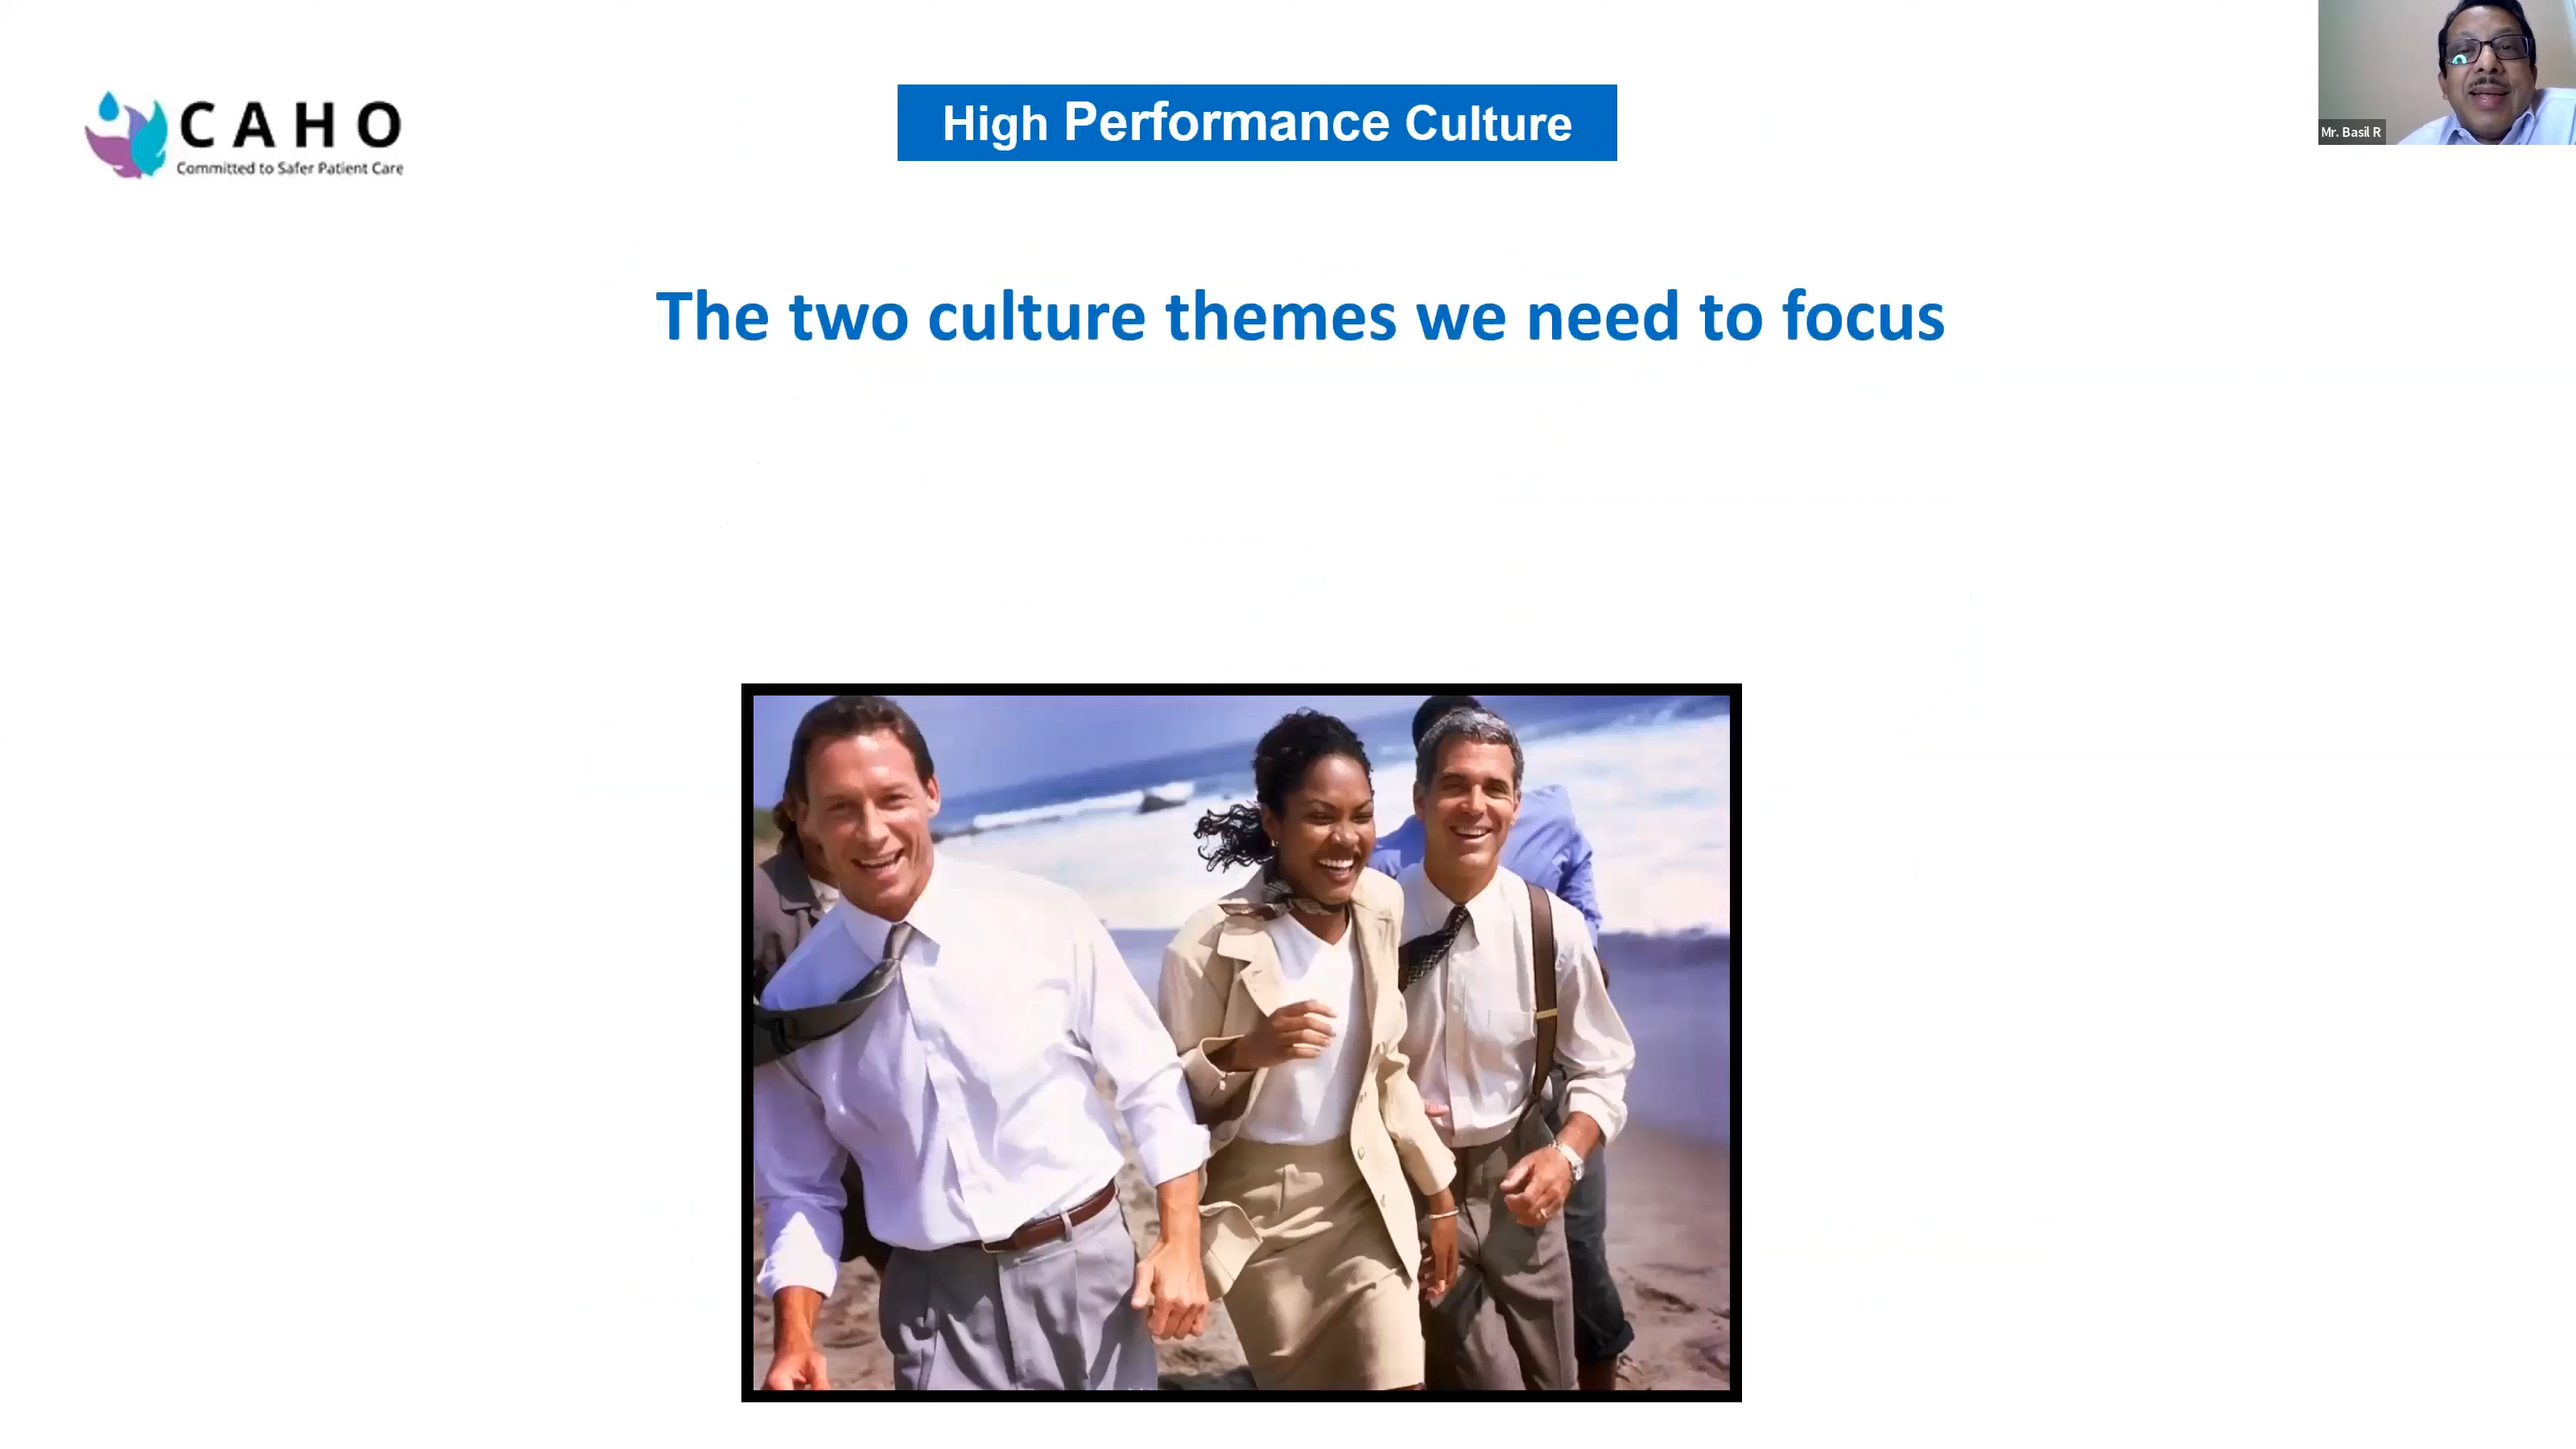 CAHO
Committed to Safer Patient Care
High Performance Culture
Mr. Basil R
The two culture themes we need to focus